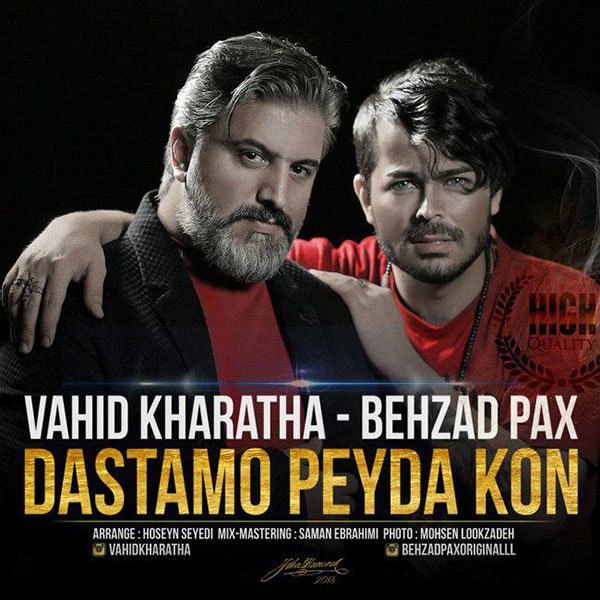 HIGH
QUALITY
VAHID KHARATHA - BEHZAD PAX
DASTAMO PEYDA KON
ARRANGE : HOSEYN SEYEDI MIX-MASTERING : SAMAN EBRAHIMI PHOTO : MOHSEN LOOKZADEH
VAHIDKHARATHA BEHZADPAXORIGINALLL
2018